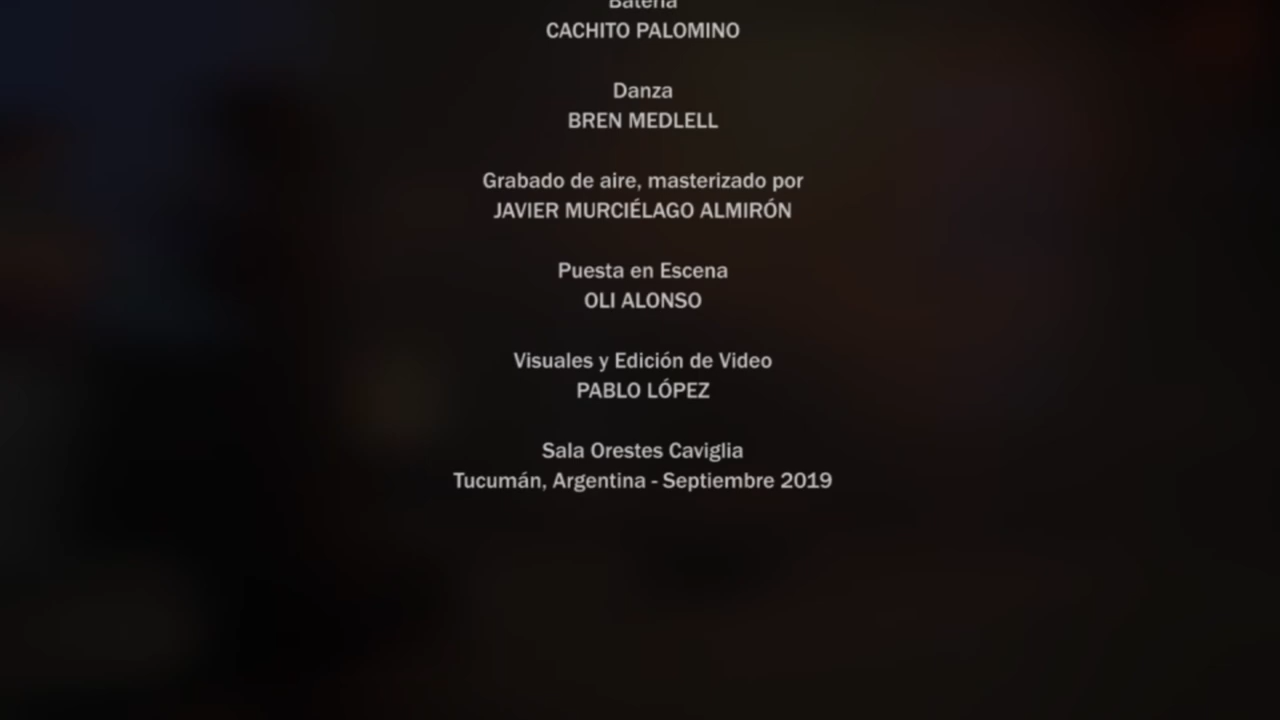 Batería
CACHITO PALOMINO
Danza
BREN MEDLELL
Grabado de aire, masterizado por
JAVIER MURCIÉLAGO ALMIRÓN
Puesta en Escena
OLI ALONSO
Visuales y Edición de Video
PABLO LÓPEZ
Sala Orestes Caviglia
Tucumán, Argentina - Septiembre 2019